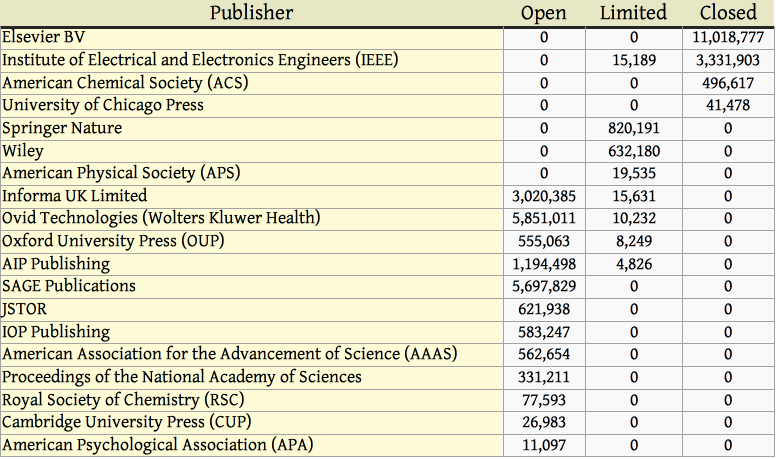 Publisher Open Limited Closed
Elsevier BV 0 0 11,018,777
Institute of Electrical and Electronics Engineers (IEEE) 0 15,189 3,331,903
American Chemical Society (ACS) 0 0 496,617
University of Chicago Press 0 0 41,478
Springer Nature 0 820,191 0
Wiley 0 632,180 0
American Physical Society (APS) 0 19,535 0
Informa UK Limited 3,020,385 15,631 0
Ovid Technologies (Wolters Kluwer Health) 5,851,011 10,232 0
Oxford University Press (OUP) 555,063 8,249 0
AIP Publishing 1,194,498 4,826 0
SAGE Publications 5,697,829 0 0
JSTOR 621,938 0 0
IOP Publishing 583,247 0 0
American Association for the Advancement of Science (AAAS) 562,654 0 0
Proceedings of the National Academy of Sciences 331,211 0 0
Royal Society of Chemistry (RSC) 77,593 0 0
Cambridge University Press (CUP) 26,983 0 0
American Psychological Association (APA) 11,097 0 0